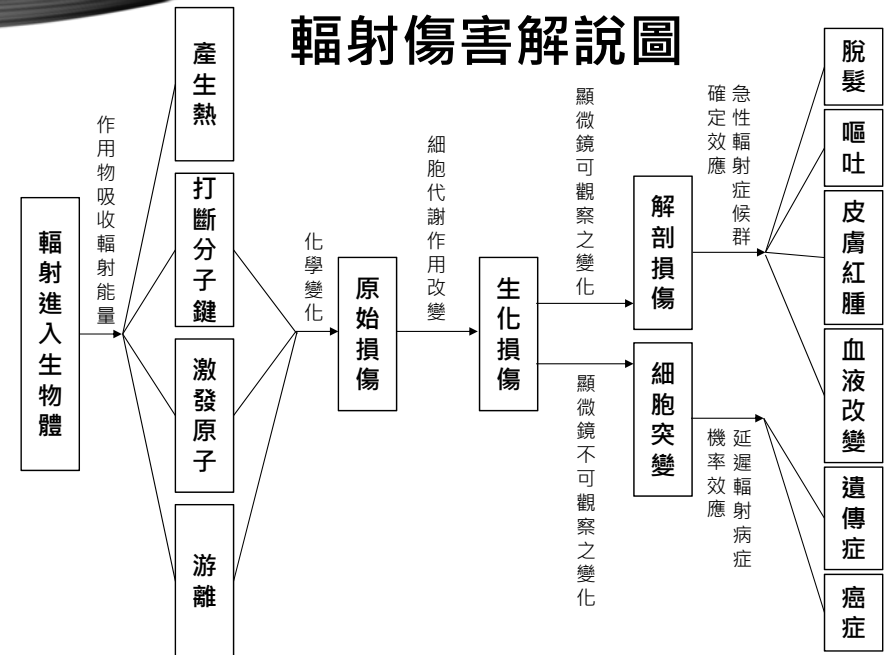 輻射傷害解說圖
輻射進入生物體
作用物吸收輻射能量
產生熱
打斷分子鍵
激發原子
游離
化學變化
原始損傷
細胞代謝作用改變
生化損傷
顯微鏡可觀察之變化
顯微鏡不可觀察之變化
解剖損傷
細胞突變
急性輻射症候群
確定效應
延遲輻射病症
機率效應
脫髮
嘔吐
皮膚紅腫
血液改變
遺傳症
癌症